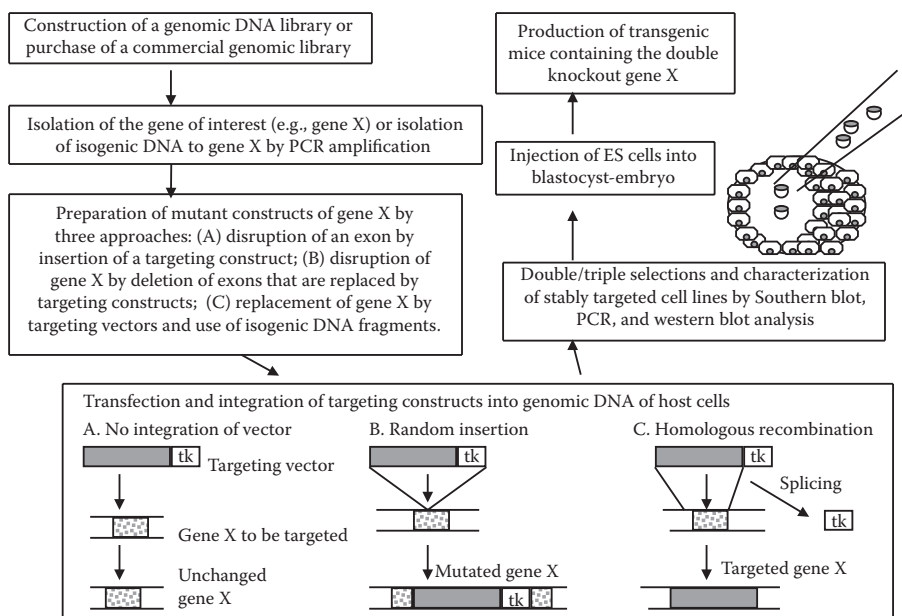 Construction of a genomic DNA library or
purchase of a commercial genomic library
Isolation of the gene of interest (e.g., gene X) or isolation
of isogenic DNA to gene X by PCR amplification
Preparation of mutant constructs of gene X by
three approaches: (A) disruption of an exon by
insertion of a targeting construct; (B) disruption of
gene X by deletion of exons that are replaced by
targeting constructs; (C) replacement of gene X by
targeting vectors and use of isogenic DNA fragments.
Production of transgenic
mice containing the double
knockout gene X
Injection of ES cells into
blastocyst-embryo
Double/triple selections and characterization
of stably targeted cell lines by Southern blot,
PCR, and western blot analysis
Transfection and integration of targeting constructs into genomic DNA of host cells
A. No integration of vector
tk
Targeting vector
Gene X to be targeted
Unchanged
gene X
B. Random insertion
tk
Mutated gene X
tk
C. Homologous recombination
tk
Splicing
tk
Targeted gene X